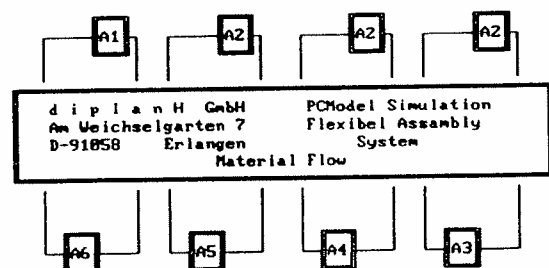 A1 A2 A2 A2
d i p l a n H GmbH PCModel Simulation
Am Weichselgarten 7 Flexibel Assambly
D-91058 Erlangen System
Material Flow
A6 A5 A4 A3